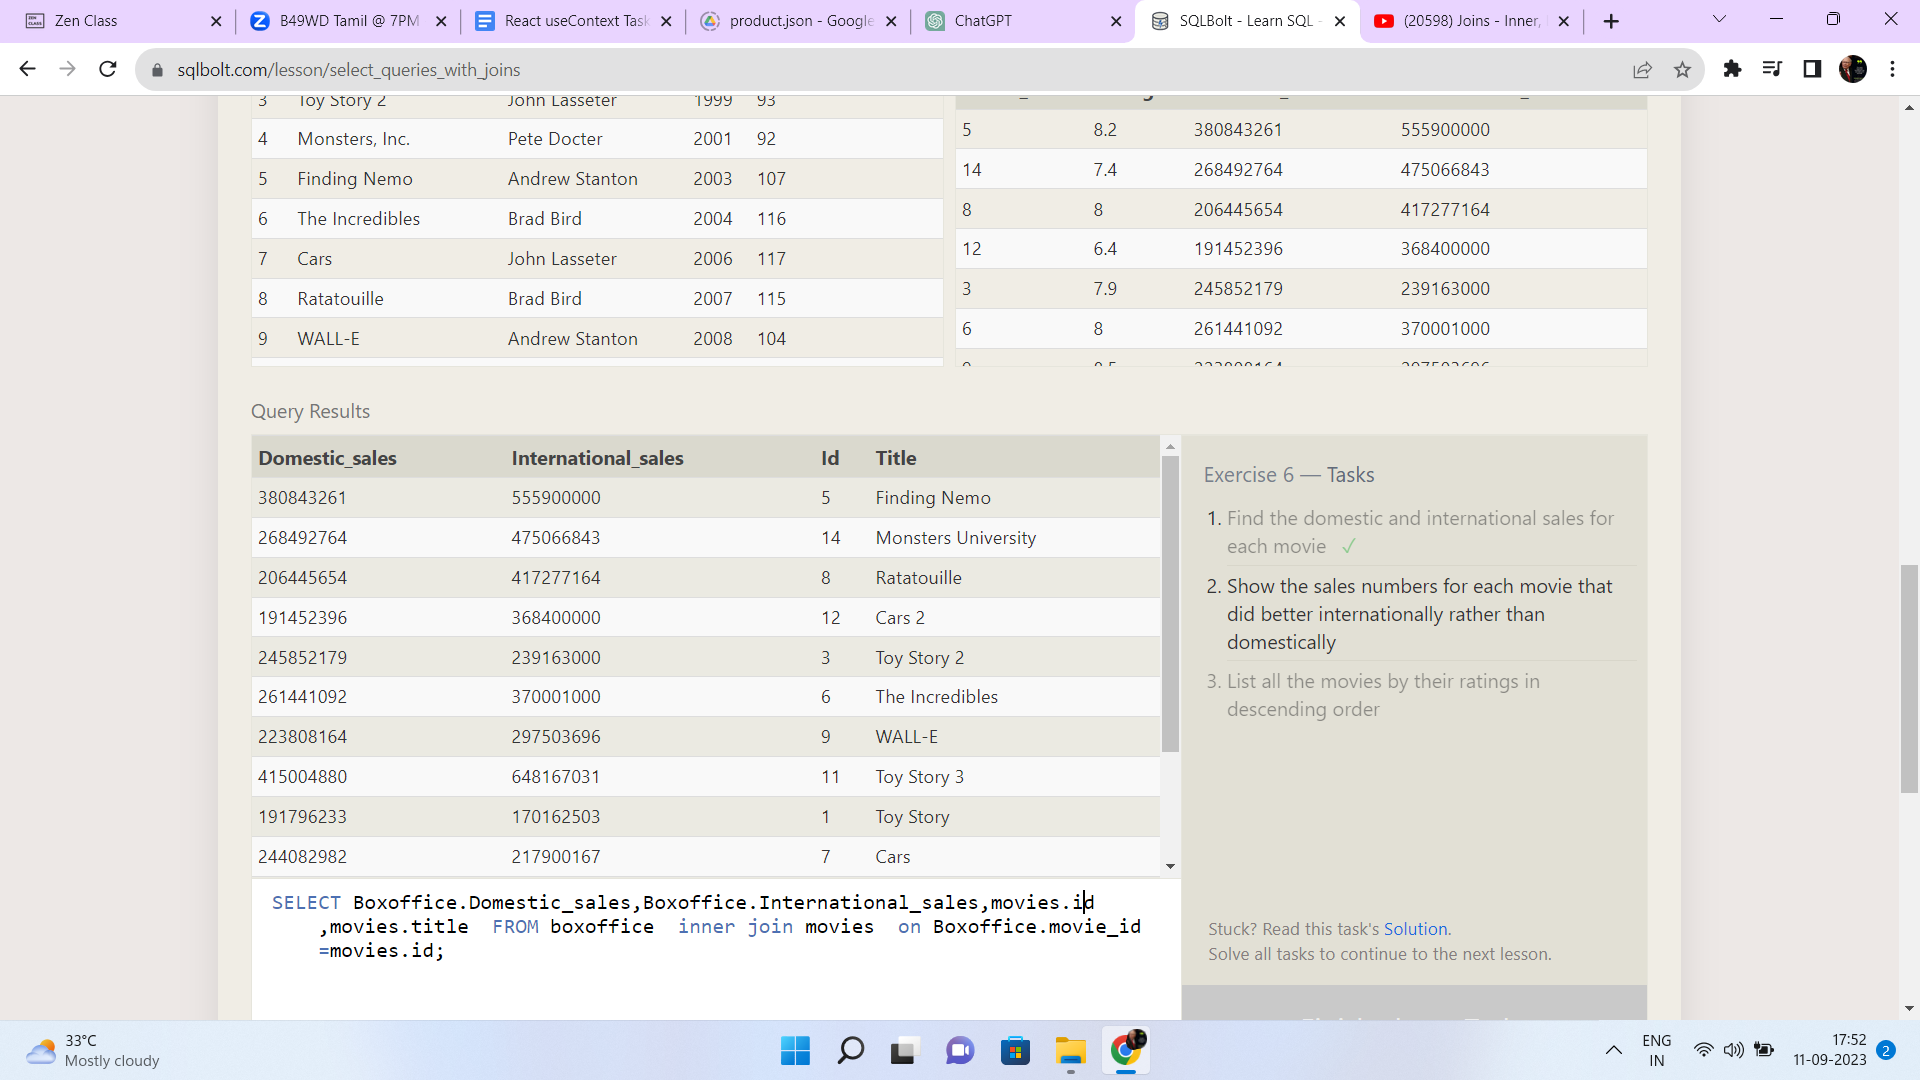 Zen Class
B49WD Tamil @ 7PM
React useContext Task
product.json - Google
ChatGPT
SQLBolt - Learn SQL -
(20598) Joins - Inner,
sqlbolt.com/lesson/select_queries_with_joins
3 Toy Story 2 John Lasseter 1999 93
4 Monsters, Inc. Pete Docter 2001 92
5 Finding Nemo Andrew Stanton 2003 107
6 The Incredibles Brad Bird 2004 116
7 Cars John Lasseter 2006 117
8 Ratatouille Brad Bird 2007 115
9 WALL-E Andrew Stanton 2008 104
5 8.2 380843261 555900000
14 7.4 268492764 475066843
8 8 206445654 417277164
12 6.4 191452396 368400000
3 7.9 245852179 239163000
6 8 261441092 370001000
Query Results
Domestic_sales International_sales Id Title
380843261 555900000 5 Finding Nemo
268492764 475066843 14 Monsters University
206445654 417277164 8 Ratatouille
191452396 368400000 12 Cars 2
245852179 239163000 3 Toy Story 2
261441092 370001000 6 The Incredibles
223808164 297503696 9 WALL-E
415004880 648167031 11 Toy Story 3
191796233 170162503 1 Toy Story
244082982 217900167 7 Cars
SELECT Boxoffice.Domestic_sales,Boxoffice.International_sales,movies.id
,movies.title FROM boxoffice inner join movies on Boxoffice.movie_id
=movies.id;
Exercise 6 — Tasks
1. Find the domestic and international sales for
each movie ✓
2. Show the sales numbers for each movie that
did better internationally rather than
domestically
3. List all the movies by their ratings in
descending order
Stuck? Read this task's Solution.
Solve all tasks to continue to the next lesson.
33°C
Mostly cloudy
ENG
IN
17:52
11-09-2023
2